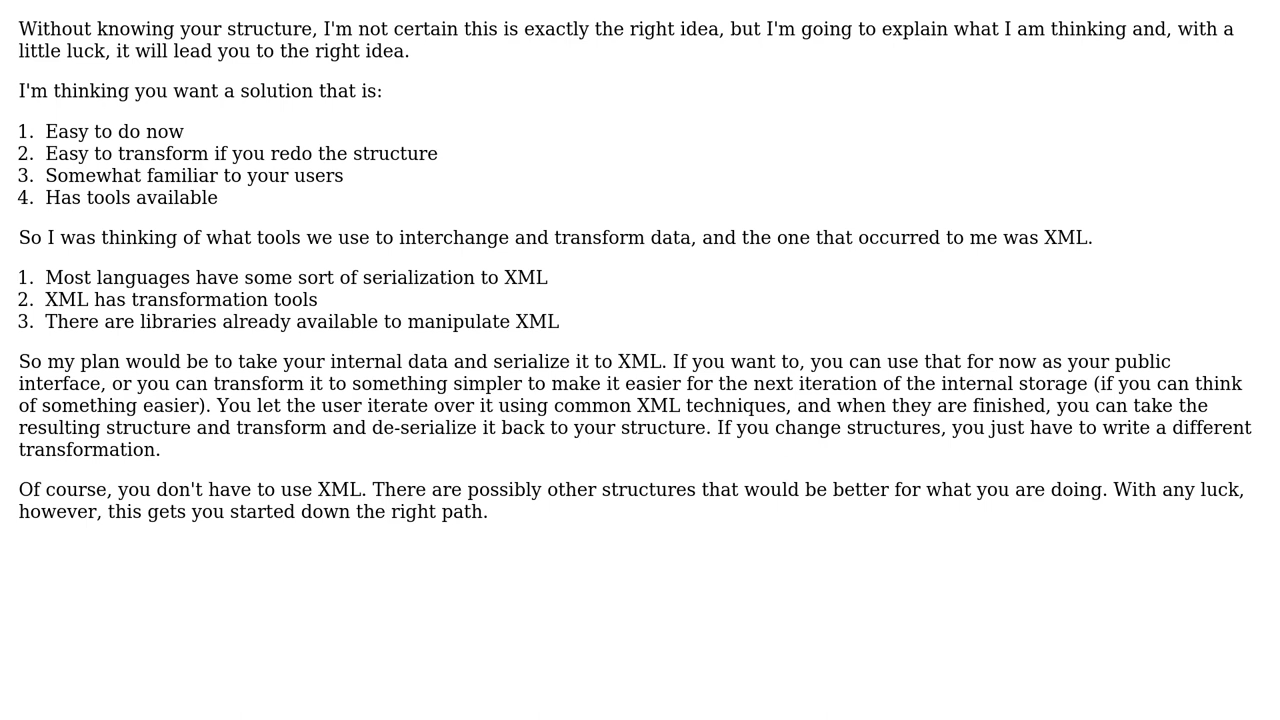 Without knowing your structure, I'm not certain this is exactly the right idea, but I'm going to explain what I am thinking and, with a
little luck, it will lead you to the right idea.
I'm thinking you want a solution that is:
1. Easy to do now
2. Easy to transform if you redo the structure
3. Somewhat familiar to your users
4. Has tools available
So I was thinking of what tools we use to interchange and transform data, and the one that occurred to me was XML.
1. Most languages have some sort of serialization to XML
2. XML has transformation tools
3. There are libraries already available to manipulate XML
So my plan would be to take your internal data and serialize it to XML. If you want to, you can use that for now as your public
interface, or you can transform it to something simpler to make it easier for the next iteration of the internal storage (if you can think
of something easier). You let the user iterate over it using common XML techniques, and when they are finished, you can take the
resulting structure and transform and de-serialize it back to your structure. If you change structures, you just have to write a different
transformation.
Of course, you don't have to use XML. There are possibly other structures that would be better for what you are doing. With any luck,
however, this gets you started down the right path.